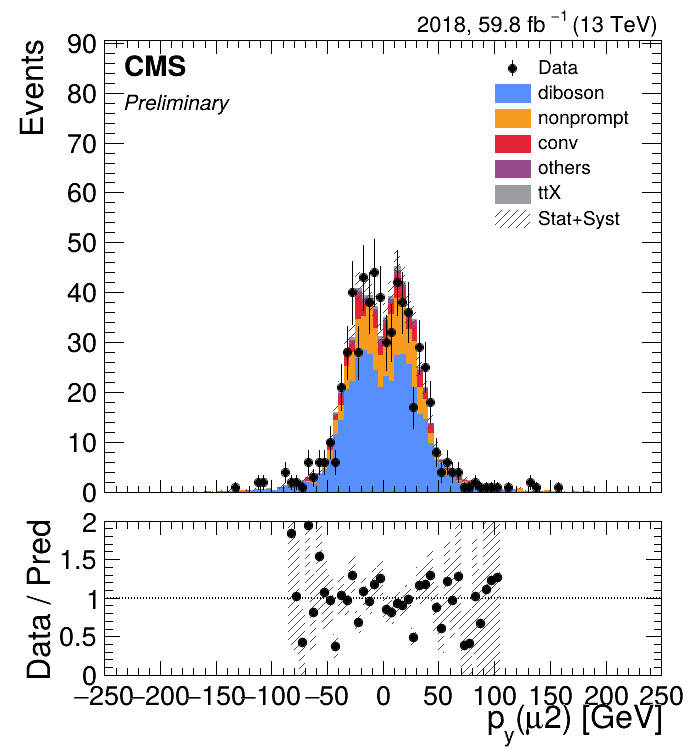 2018, 59.8 fb⁻¹ (13 TeV)
CMS
Preliminary
Events
Data
diboson
nonprompt
conv
others
ttX
Stat+Syst
90
80
70
60
50
40
30
20
10
0
Data / Pred
2
1.5
1
0.5
0
−250 −200 −150 −100 −50 0 50 100 150 200 250
p_y(μ2) [GeV]